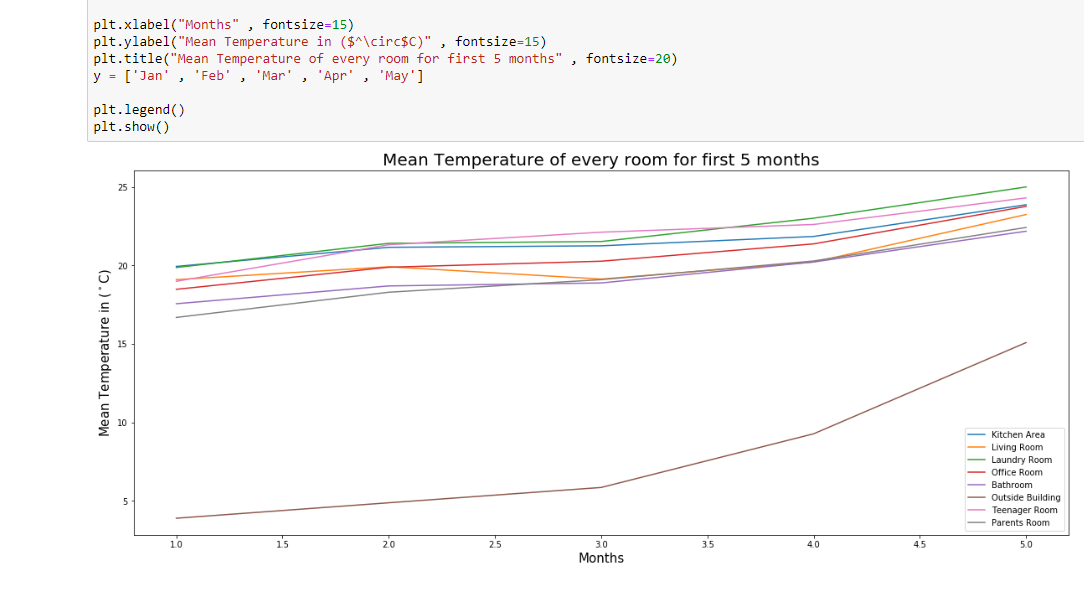 plt.xlabel("Months" , fontsize=15)
plt.ylabel("Mean Temperature in ($^\circ$C)" , fontsize=15)
plt.title("Mean Temperature of every room for first 5 months" , fontsize=20)
y = ['Jan' , 'Feb' , 'Mar' , 'Apr' , 'May']
plt.legend()
plt.show()
Mean Temperature of every room for first 5 months
Mean Temperature in (˚C)
25
20
15
10
5
Kitchen Area
Living Room
Laundry Room
Office Room
Bathroom
Outside Building
Teenager Room
Parents Room
1.0 1.5 2.0 2.5 3.0 3.5 4.0 4.5 5.0
Months